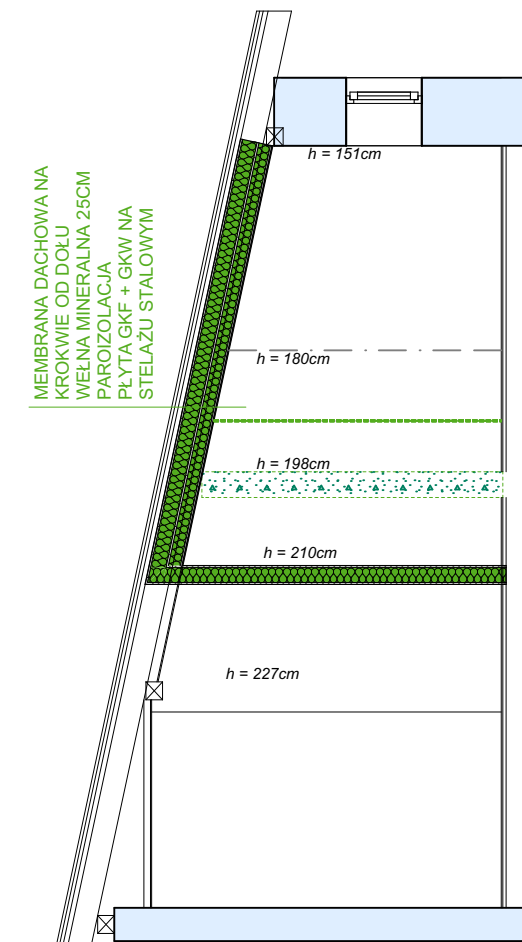 h = 151cm
MEMBRANA DACHOWA NA
KROKWIE OD DOŁU
WEŁNA MINERALNA 25CM
PAROIZOLACJA
PŁYTA GKF + GKW NA
STELAŻU STALOWYM
h = 180cm
h = 198cm
h = 210cm
h = 227cm